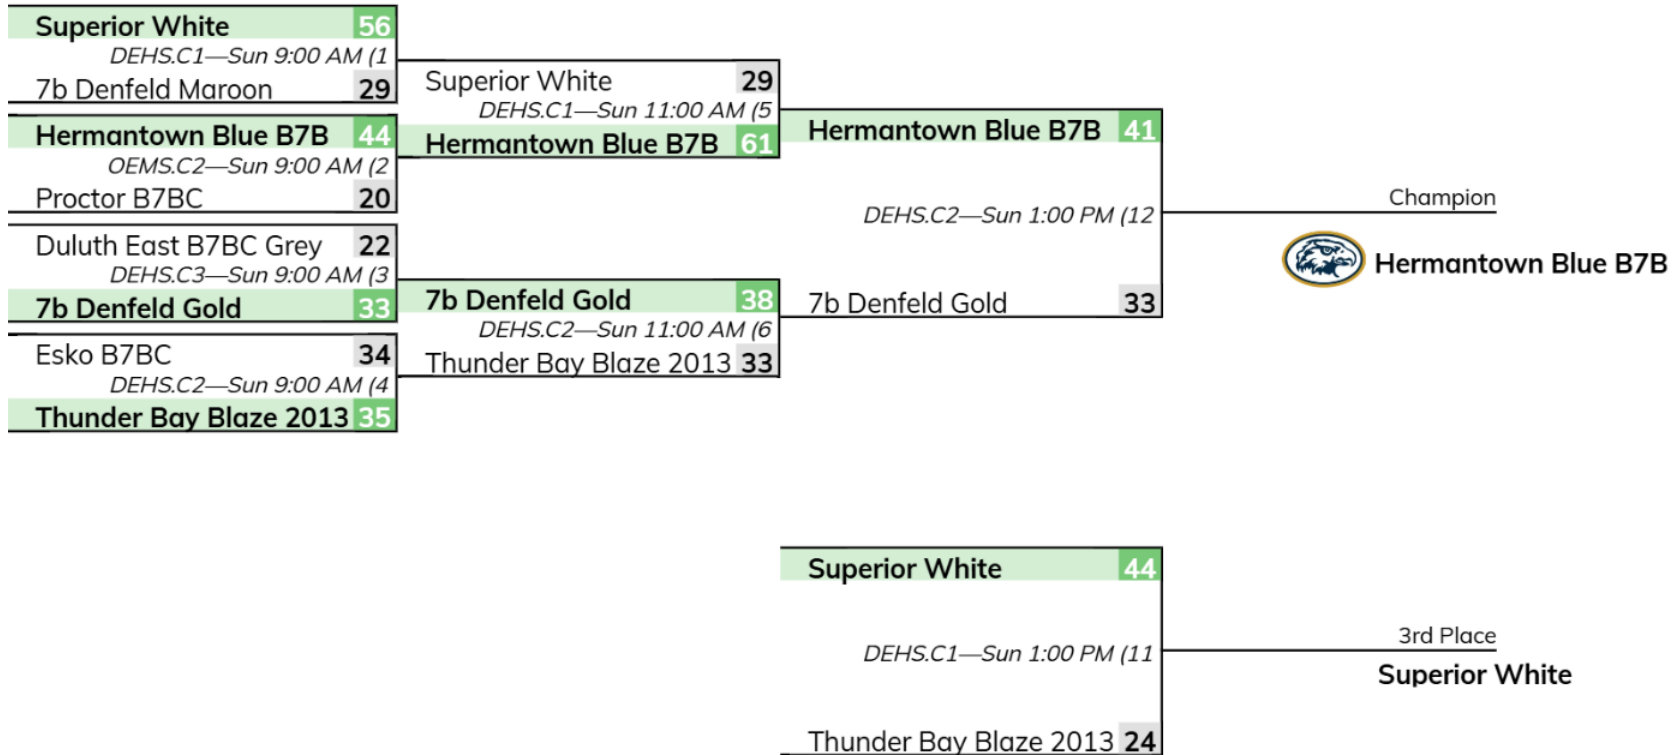 Superior White 56
DEHS.C1—Sun 9:00 AM (1
7b Denfeld Maroon 29
Hermantown Blue B7B 44
OEMS.C2—Sun 9:00 AM (2
Proctor B7BC 20
Duluth East B7BC Grey 22
DEHS.C3—Sun 9:00 AM (3
7b Denfeld Gold 33
Esko B7BC 34
DEHS.C2—Sun 9:00 AM (4
Thunder Bay Blaze 2013 35
Superior White 29
DEHS.C1—Sun 11:00 AM (5
Hermantown Blue B7B 61
7b Denfeld Gold 38
DEHS.C2—Sun 11:00 AM (6
Thunder Bay Blaze 2013 33
Hermantown Blue B7B 41
DEHS.C2—Sun 1:00 PM (12
7b Denfeld Gold 33
Champion
Hermantown Blue B7B
Superior White 44
DEHS.C1—Sun 1:00 PM (11
Thunder Bay Blaze 2013 24
3rd Place
Superior White